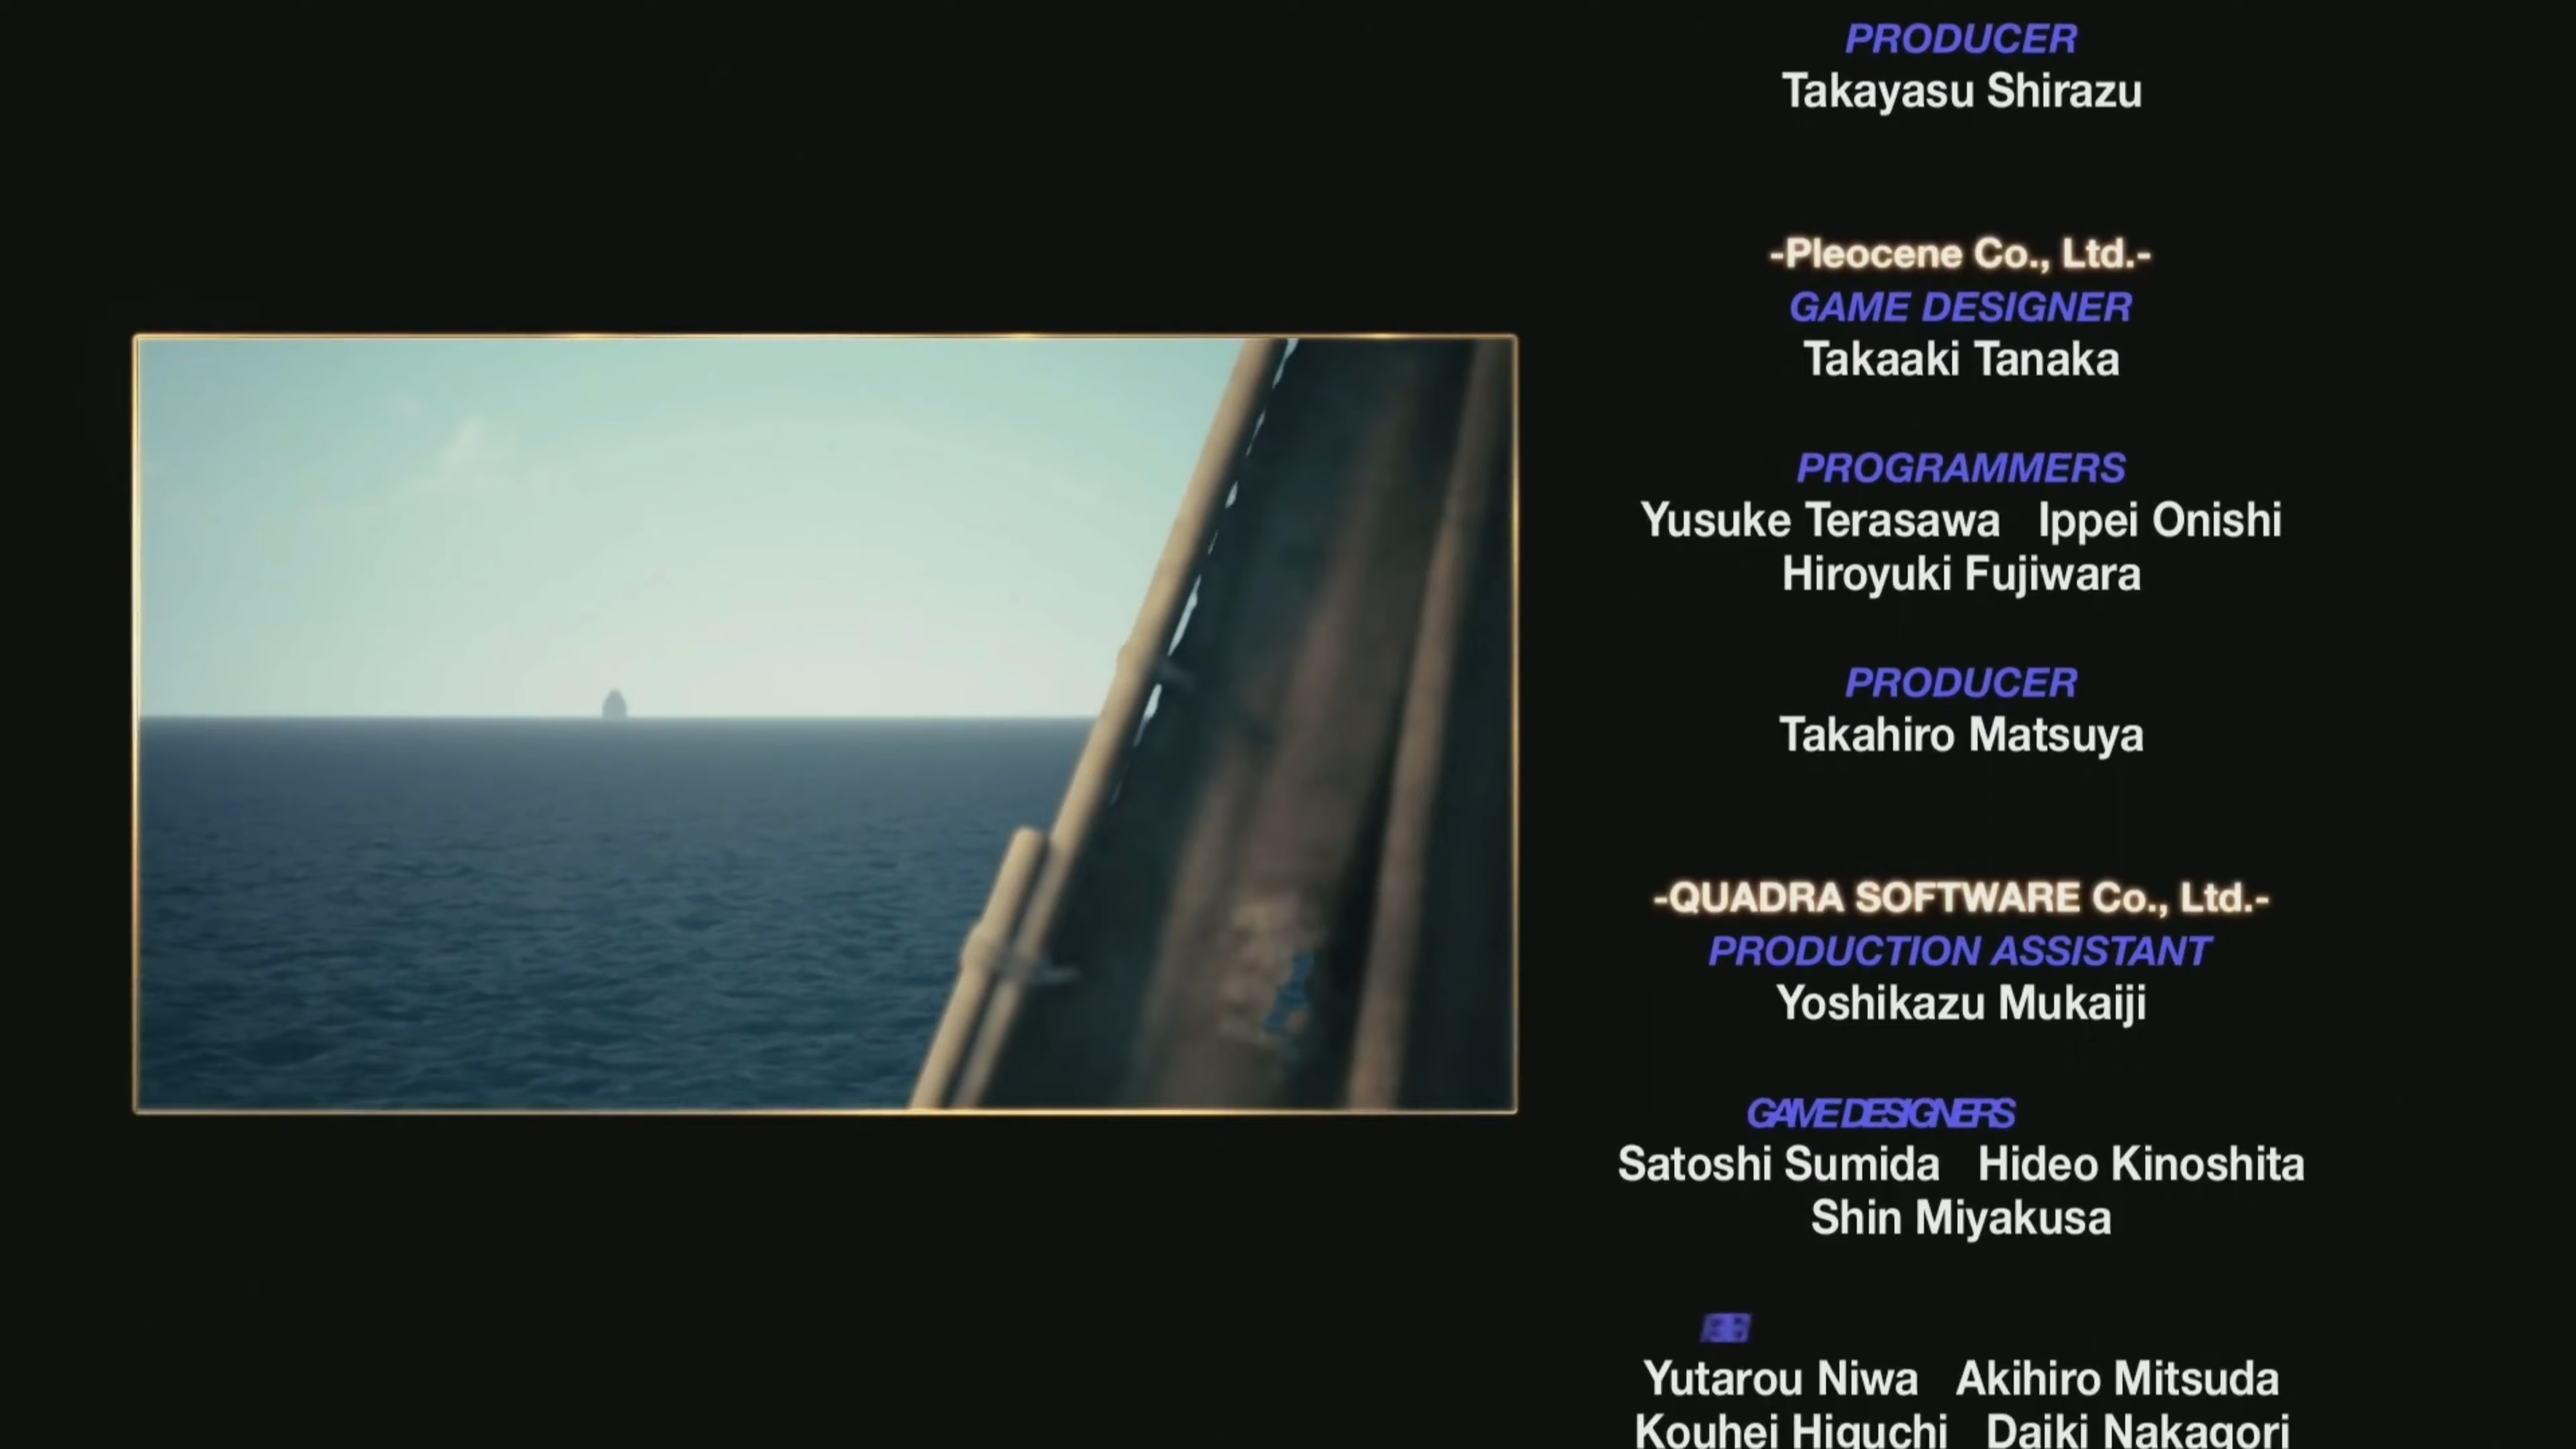 PRODUCER
Takayasu Shirazu
-Pleocene Co., Ltd.-
GAME DESIGNER
Takaaki Tanaka
PROGRAMMERS
Yusuke Terasawa Ippei Onishi
Hiroyuki Fujiwara
PRODUCER
Takahiro Matsuya
-QUADRA SOFTWARE Co., Ltd.-
PRODUCTION ASSISTANT
Yoshikazu Mukaiji
GAME DESIGNERS
Satoshi Sumida Hideo Kinoshita
Shin Miyakusa
Yutarou Niwa Akihiro Mitsuda
Kouhei Higuchi Daiki Nakagori